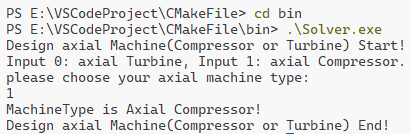 PS E:\VSCodeProject\CMakeFile> cd bin
PS E:\VSCodeProject\CMakeFile\bin> .\Solver.exe
Design axial Machine(Compressor or Turbine) Start!
Input 0: axial Turbine, Input 1: axial Compressor.
please choose your axial machine type:
1
MachineType is Axial Compressor!
Design axial Machine(Compressor or Turbine) End!